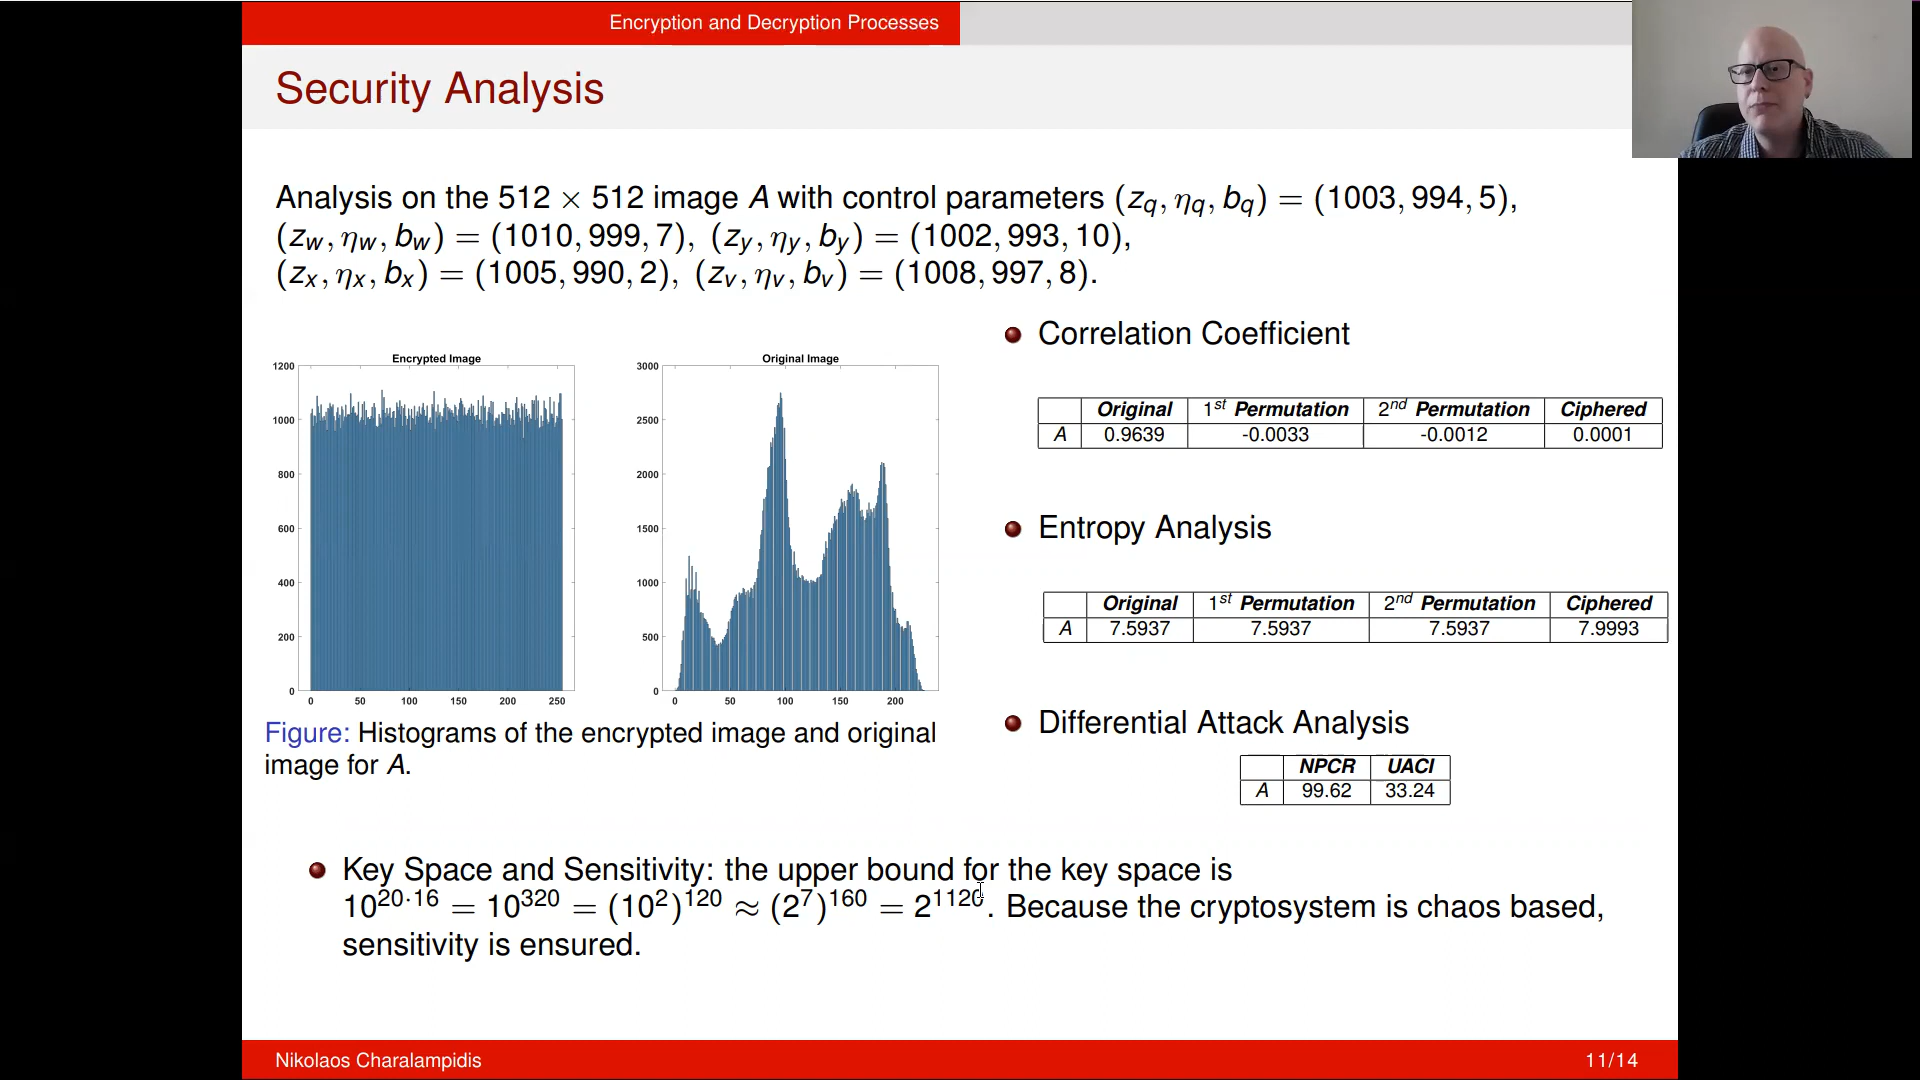 Encryption and Decryption Processes
Security Analysis
Analysis on the 512 × 512 image A with control parameters (z_q, η_q, b_q) = (1003, 994, 5),
(z_w, η_w, b_w) = (1010, 999, 7), (z_y, η_y, b_y) = (1002, 993, 10),
(z_x, η_x, b_x) = (1005, 990, 2), (z_v, η_v, b_v) = (1008, 997, 8).
Encrypted Image
1200
1000
800
600
400
200
0
0 50 100 150 200 250
Original Image
3000
2500
2000
1500
1000
500
0
0 50 100 150 200
Figure: Histograms of the encrypted image and original
image for A.
Correlation Coefficient
Original 1^st Permutation 2^nd Permutation Ciphered
A 0.9639 -0.0033 -0.0012 0.0001
Entropy Analysis
Original 1^st Permutation 2^nd Permutation Ciphered
A 7.5937 7.5937 7.5937 7.9993
Differential Attack Analysis
NPCR UACI
A 99.62 33.24
Key Space and Sensitivity: the upper bound for the key space is
10^20·16 = 10^320 = (10^2)^120 ≈ (2^7)^160 = 2^1120. Because the cryptosystem is chaos based,
sensitivity is ensured.
Nikolaos Charalampidis 11/14